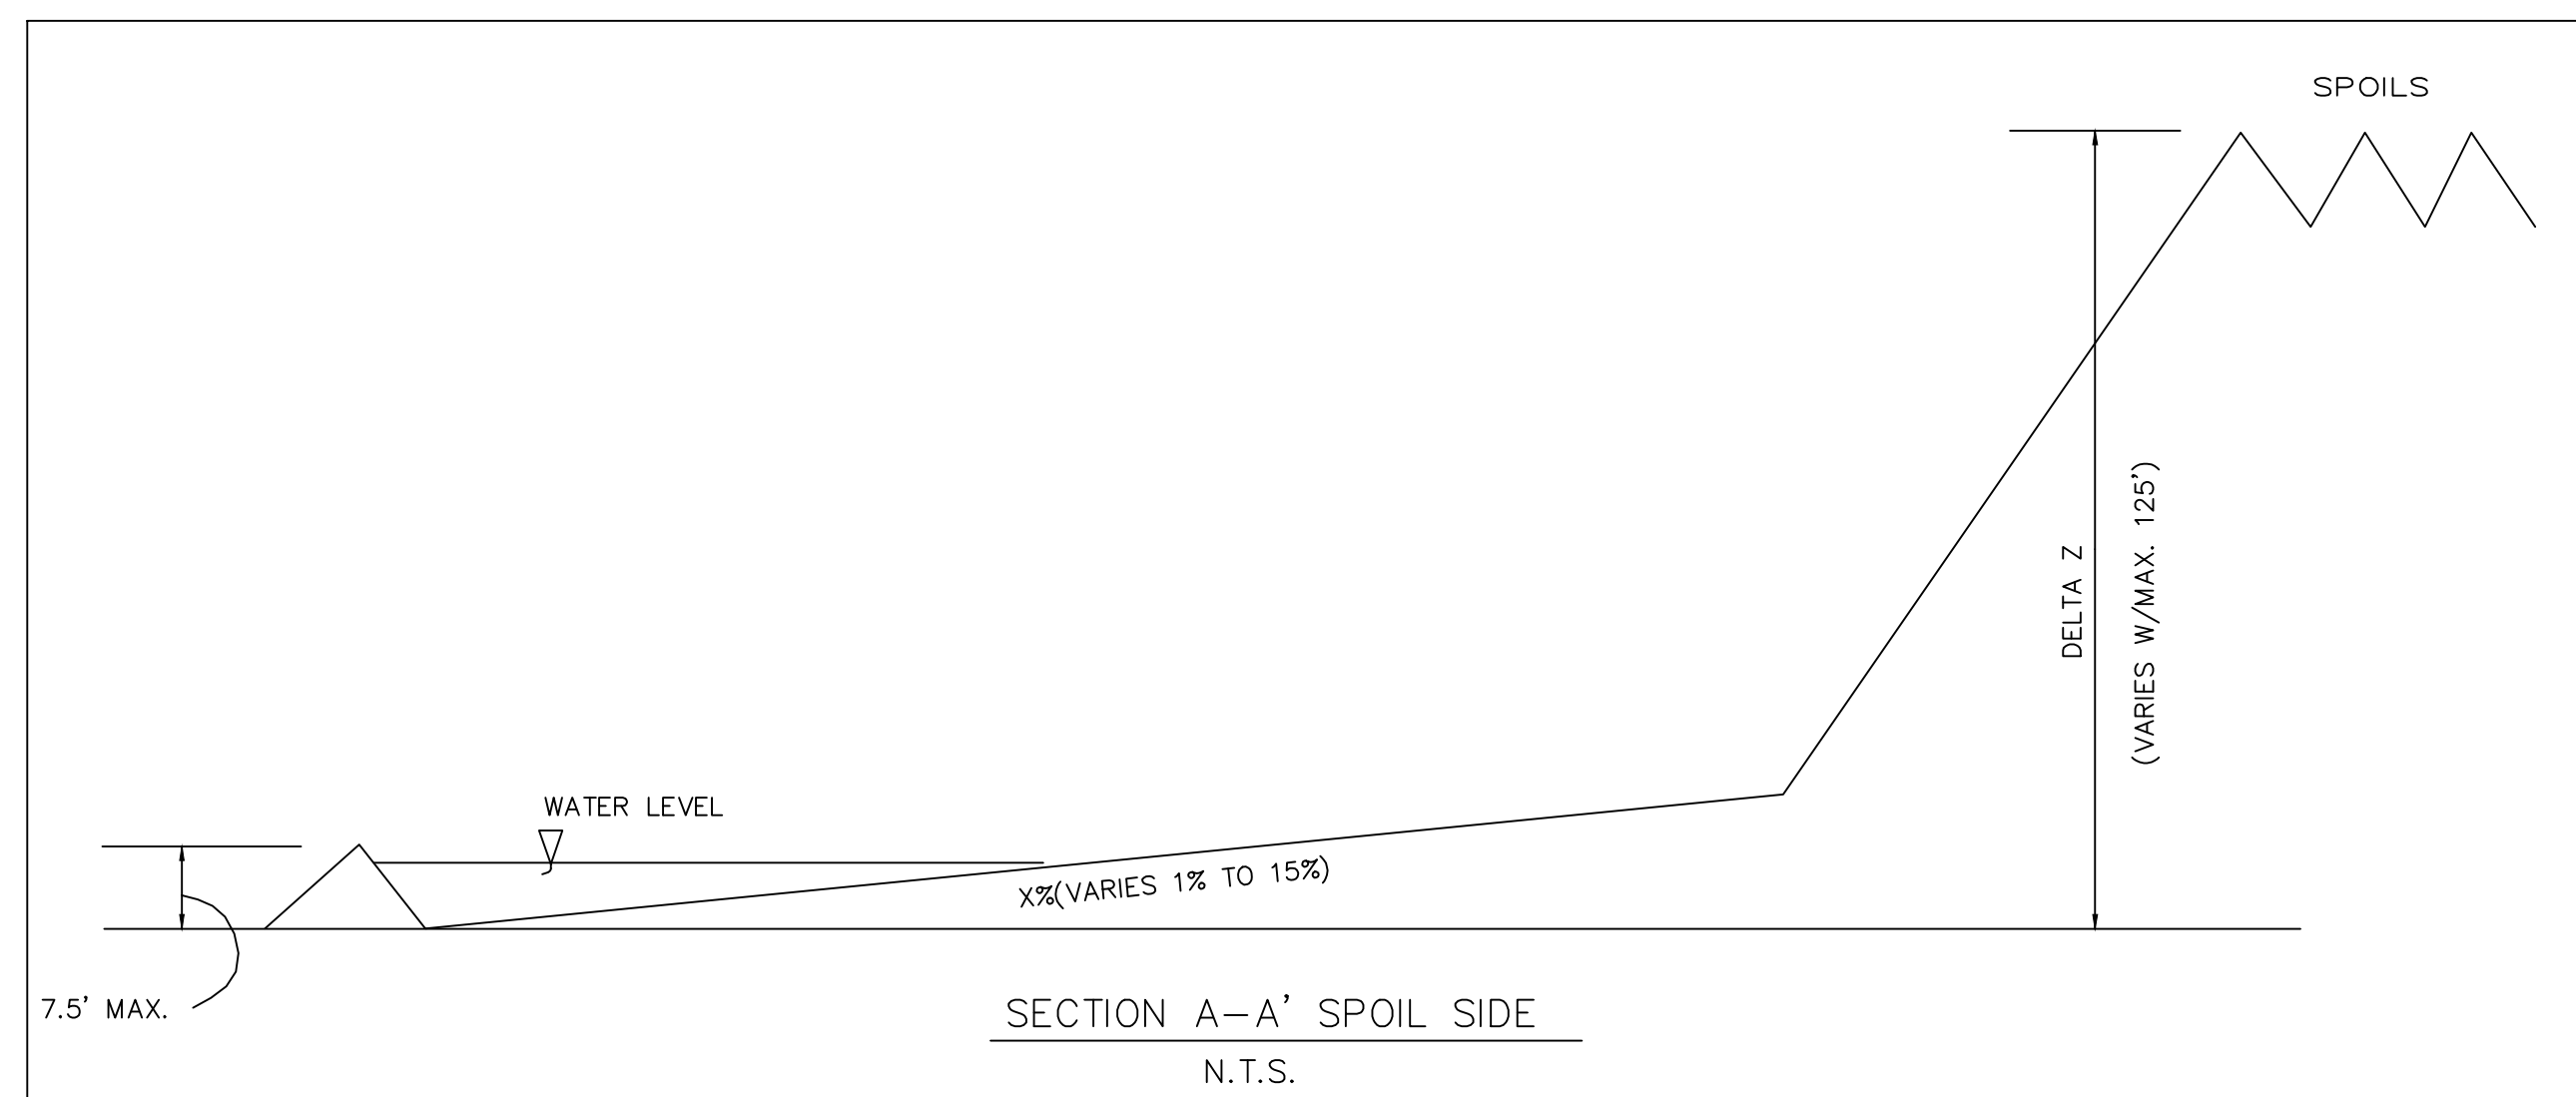 SPOILS
DELTA Z
(VARIES W/MAX. 125')
WATER LEVEL
X%(VARIES 1% TO 15%)
7.5' MAX.
SECTION A-A' SPOIL SIDE
N.T.S.